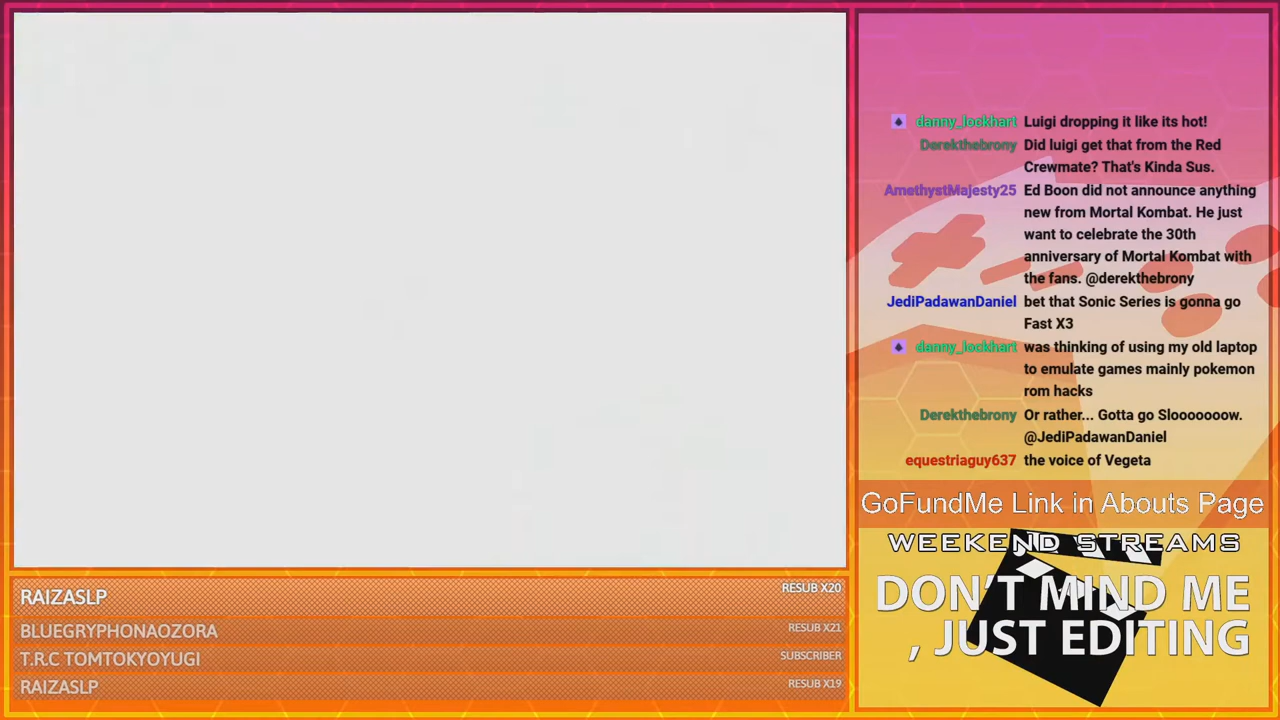 danny_lockhart Luigi dropping it like its hot!
Derekthebrony Did luigi get that from the Red
Crewmate? That's Kinda Sus.
AmethystMajesty25 Ed Boon did not announce anything
new from Mortal Kombat. He just
want to celebrate the 30th
anniversary of Mortal Kombat with
the fans. @derekthebrony
JediPadawanDaniel bet that Sonic Series is gonna go
Fast X3
danny_lockhart was thinking of using my old laptop
to emulate games mainly pokemon
rom hacks
Derekthebrony Or rather... Gotta go Slooooooow.
@JediPadawanDaniel
equestriaguy637 the voice of Vegeta
GoFundMe Link in Abouts Page
WEEKEND STREAMS
DON'T MIND ME
, JUST EDITING
RAIZASLP RESUB X20
BLUEGRYPHONAOZORA RESUB X21
T.R.C TOMTOKYOYUGI SUBSCRIBER
RAIZASLP RESUB X19